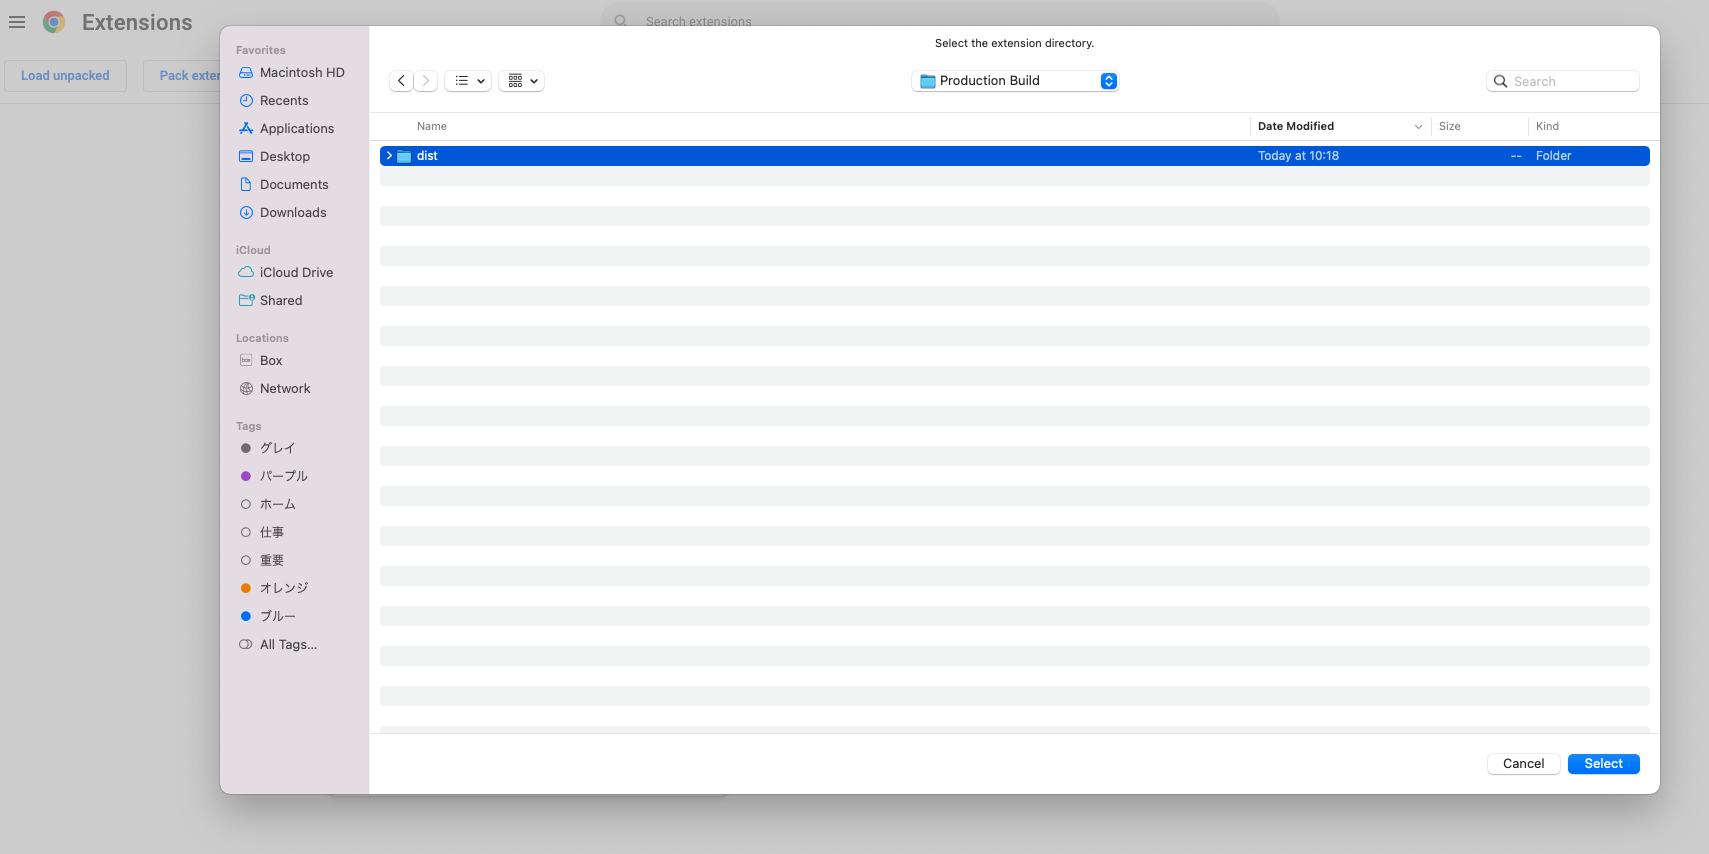 Extensions
Search extensions
Load unpacked
Pack exter
Select the extension directory.
Production Build
Search
Favorites
Macintosh HD
Recents
Applications
Desktop
Documents
Downloads
iCloud
iCloud Drive
Shared
Locations
Box
Network
Tags
グレイ
パープル
ホーム
仕事
重要
オレンジ
ブルー
All Tags...
Name Date Modified Size Kind
dist Today at 10:18 -- Folder
Cancel Select